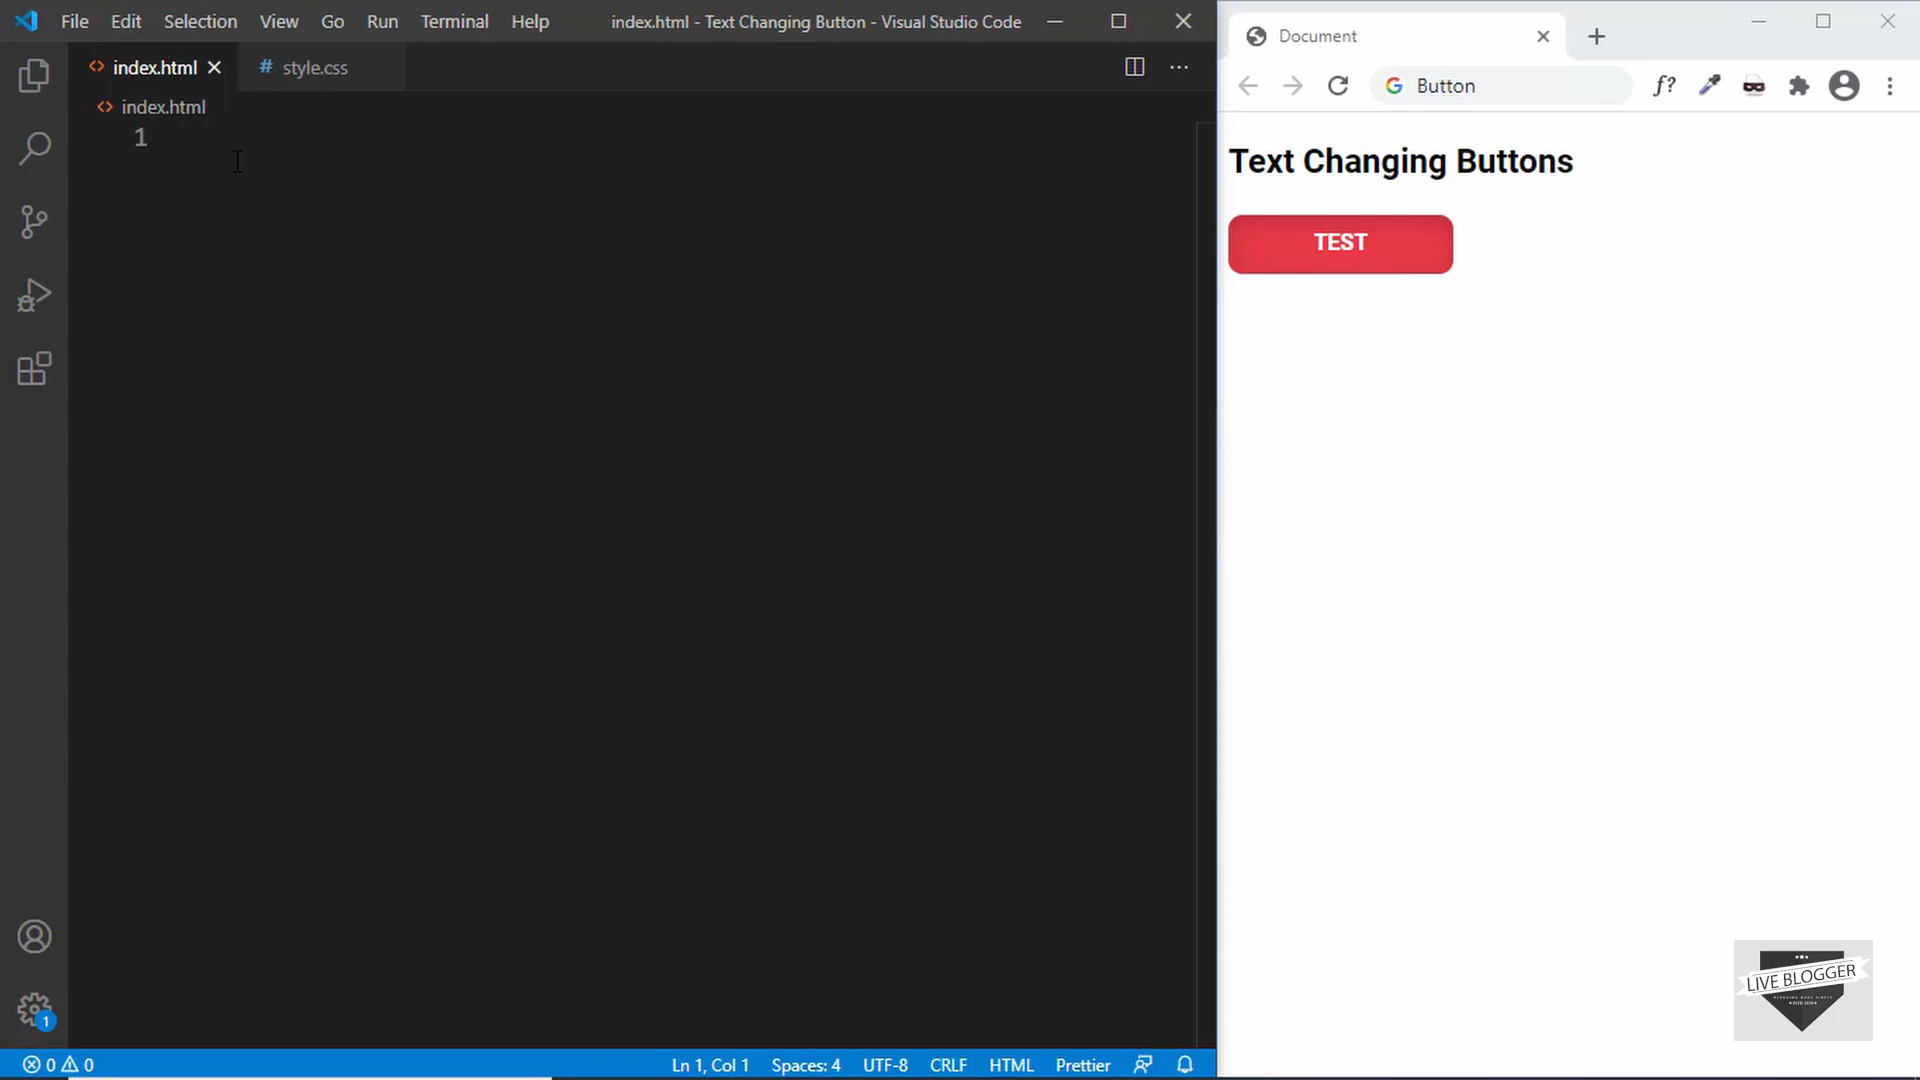 File Edit Selection View Go Run Terminal Help index.html - Text Changing Button - Visual Studio Code
index.html # style.css
index.html
1
1
0 0 Ln 1, Col 1 Spaces: 4 UTF-8 CRLF HTML Prettier
Document
G Button f?
Text Changing Buttons
TEST
LIVE BLOGGER